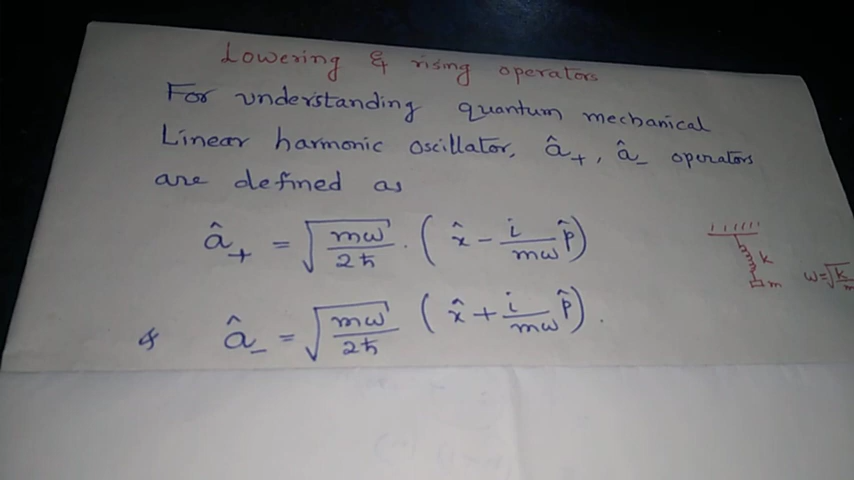 Lowering & rising operators
For understanding quantum mechanical
Linear harmonic oscillator, â₊, â₋ operators
are defined as
â₊ = √(mω/2ħ) · ( x̂ − i/mω p̂ )
k
m
ω = √k/m
& â₋ = √(mω/2ħ) ( x̂ + i/mω p̂ ).